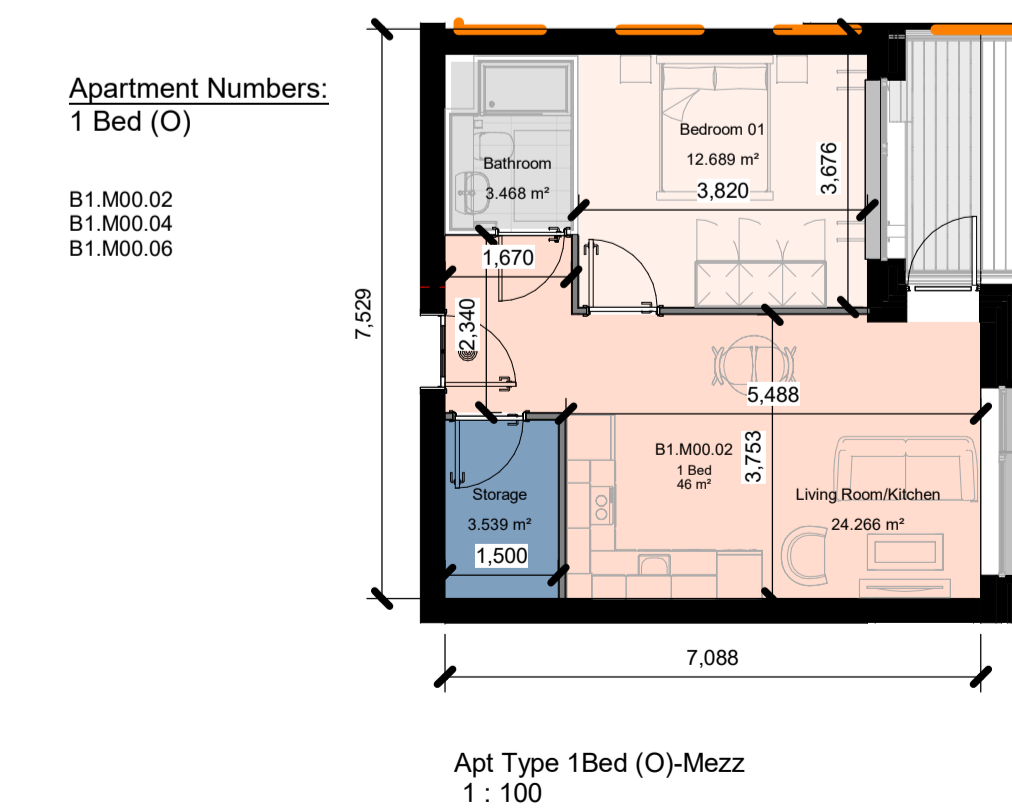 Apartment Numbers:
1 Bed (O)
B1.M00.02
B1.M00.04
B1.M00.06
7,529
Bathroom
3.468 m²
Bedroom 01
12.689 m²
3,820
3,676
1,670
2,340
5,488
3,753
B1.M00.02
1 Bed
46 m²
Storage
3.539 m²
1,500
Living Room/Kitchen
24.266 m²
7,088
Apt Type 1Bed (O)-Mezz
1 : 100